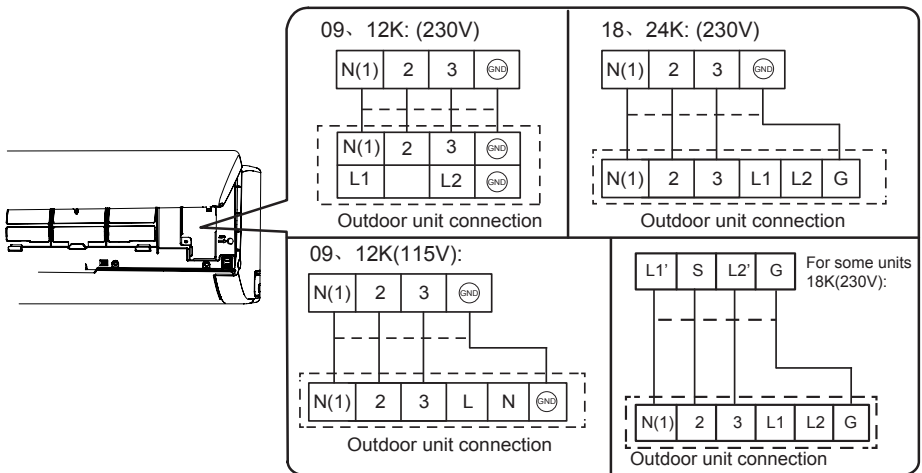 09、12K: (230V)
N(1) 2 3 GND
N(1) 2 3 GND
L1 L2 GND
Outdoor unit connection
18、24K: (230V)
N(1) 2 3 GND
N(1) 2 3 L1 L2 G
Outdoor unit connection
09、12K(115V):
N(1) 2 3 GND
N(1) 2 3 L N GND
Outdoor unit connection
L1’ S L2’ G
For some units
18K(230V):
N(1) 2 3 L1 L2 G
Outdoor unit connection